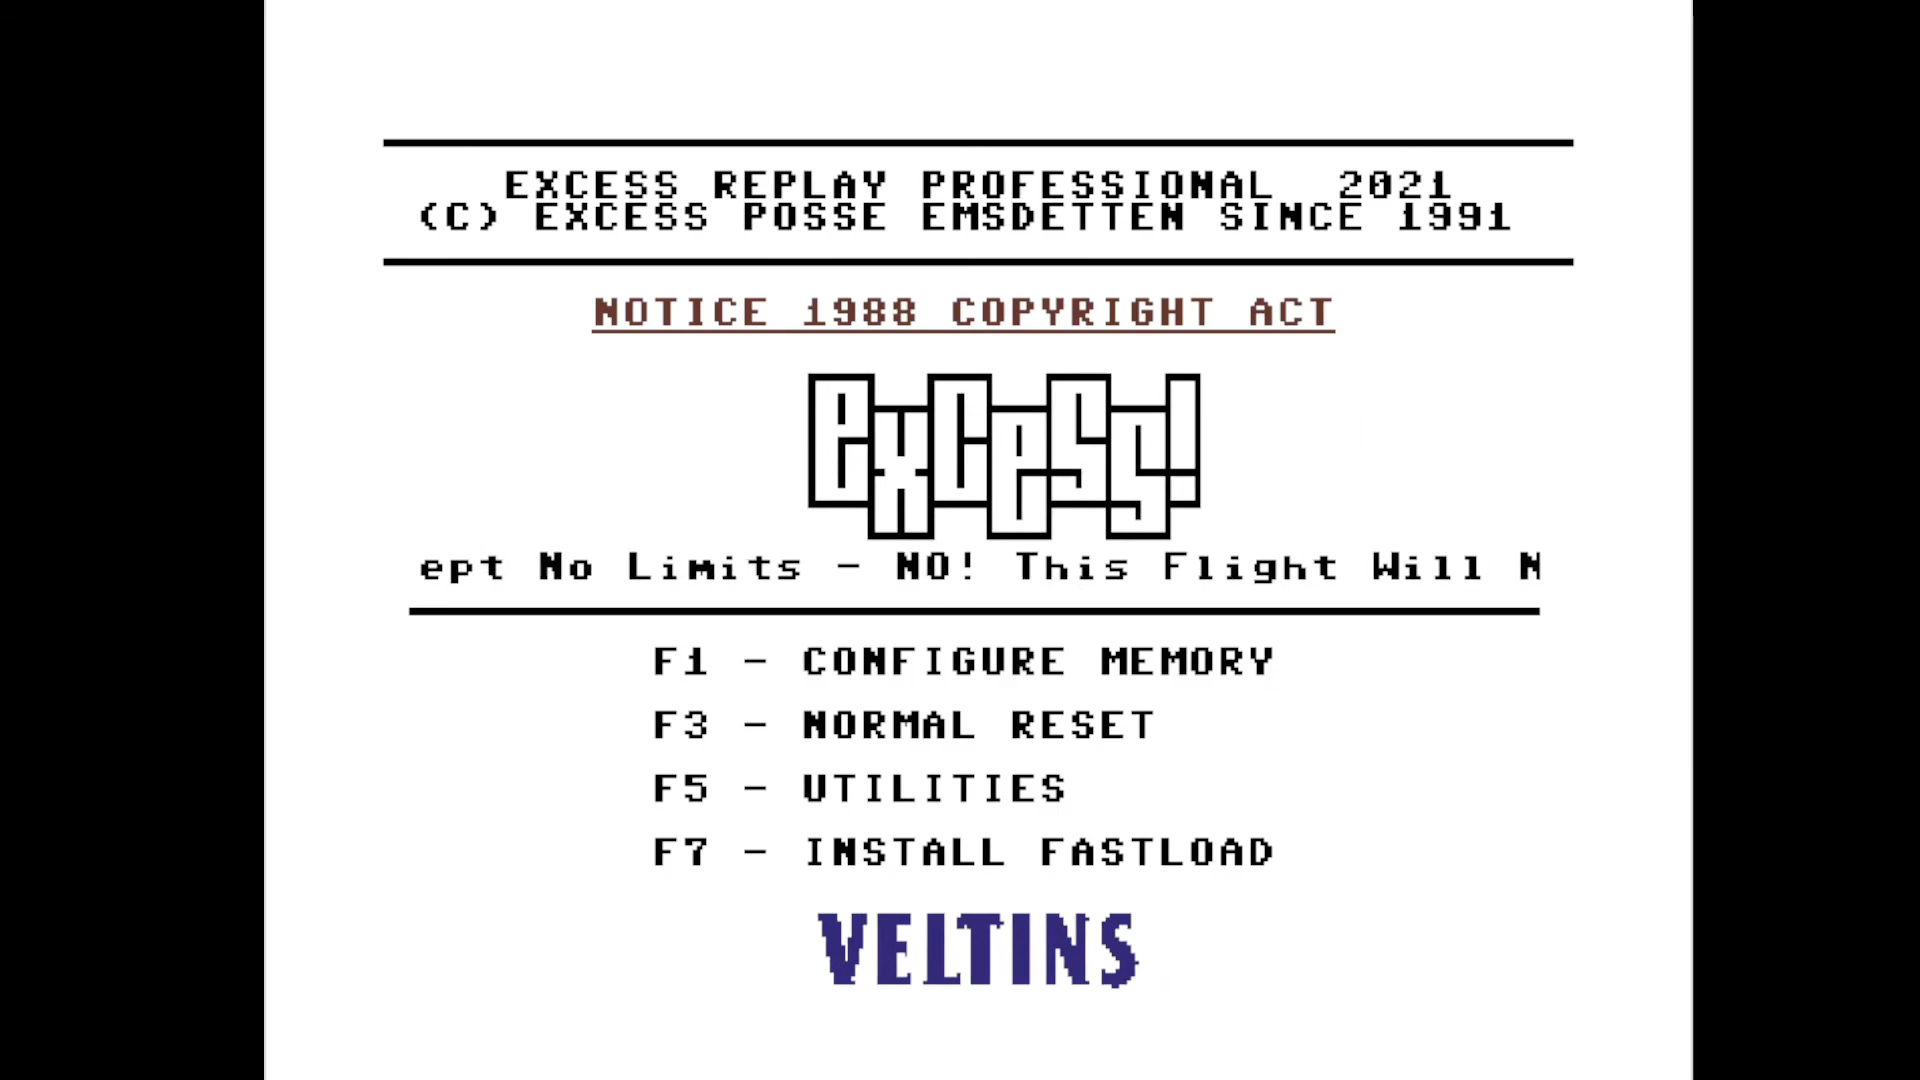 EXCESS REPLAY PROFESSIONAL 2021
(C) EXCESS POSSE EMSDETTEN SINCE 1991
NOTICE 1988 COPYRIGHT ACT
excess!
ept No Limits - NO! This Flight Will N
F1 - CONFIGURE MEMORY
F3 - NORMAL RESET
F5 - UTILITIES
F7 - INSTALL FASTLOAD
VELTINS